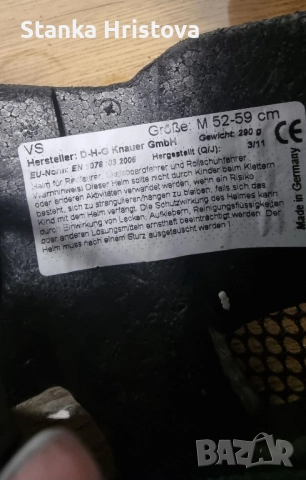 Stanka Hristova
VS
Größe: M 52-59 cm
Hersteller: D-H-G Knauer GmbH
Gewicht: 290 g
CE
EU-Norm: EN 1078 :03.2006
Hergestellt (Q/J): 3/11
Helm für Radfahrer, Skateboardfahrer und Rollschuhfahrer.
Warnhinweis! Dieser Helm sollte nicht durch Kinder beim Klettern
oder anderen Aktivitäten verwandet werden, wenn ein Risiko
besteht, sich zu strangulieren/hängen zu bleiben, falls sich das
Kind mit dem Helm verfängt. Die Schutzwirkung des Helmes kann
durch Einwirkung von Lacken, Aufklebern, Reinigungsflüssigkeiten
oder anderen Lösungsmitteln ernsthaft beeinträchtigt werden. Der
Helm muss nach einem Sturz ausgetauscht werden !
Made in Germany
BAZAR
bg